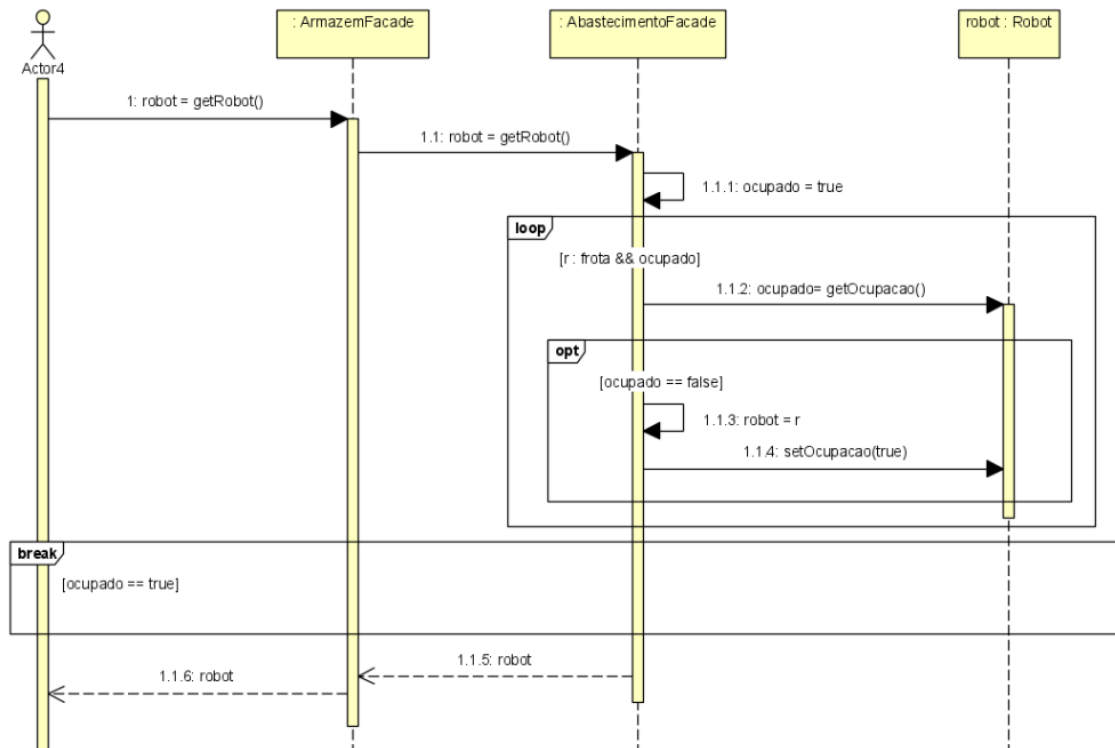 : ArmazemFacade
: AbastecimentoFacade
robot : Robot
Actor4
1: robot = getRobot()
1.1: robot = getRobot()
1.1.1: ocupado = true
loop
[r : frota && ocupado]
1.1.2: ocupado= getOcupacao()
opt
[ocupado == false]
1.1.3: robot = r
1.1.4: setOcupacao(true)
break
[ocupado == true]
1.1.5: robot
1.1.6: robot